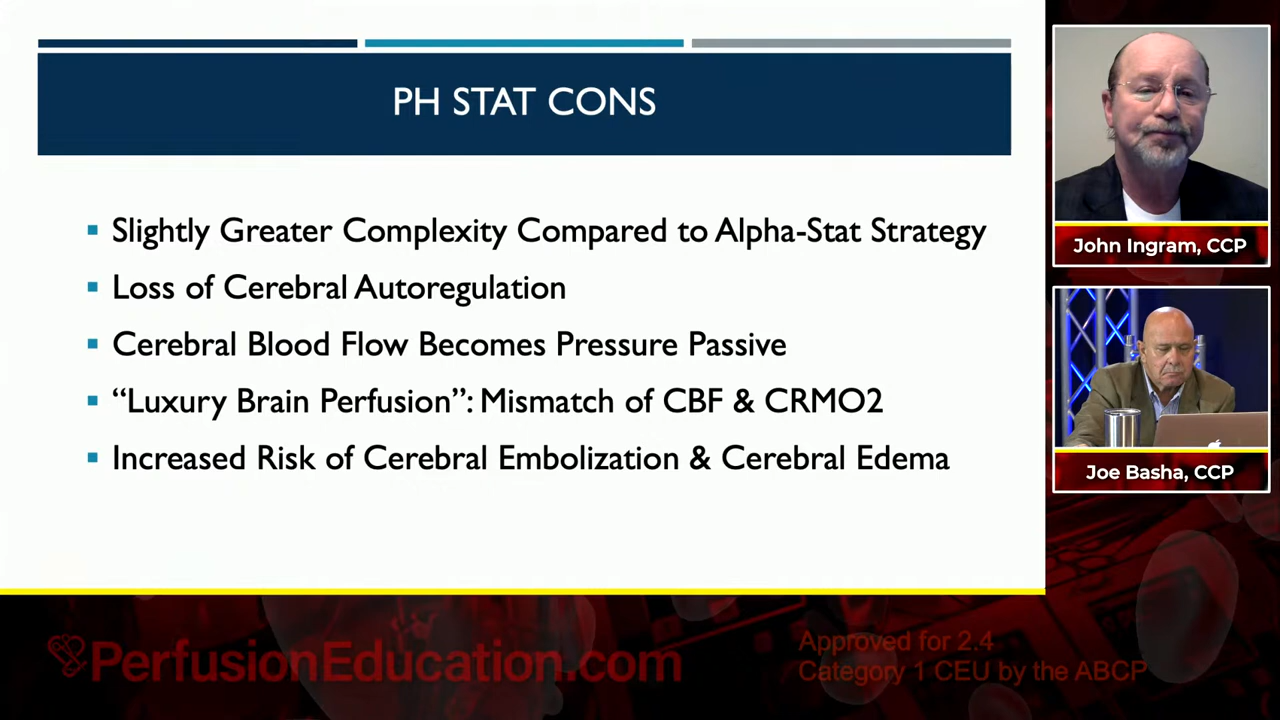 PH STAT CONS
Slightly Greater Complexity Compared to Alpha-Stat Strategy
Loss of Cerebral Autoregulation
Cerebral Blood Flow Becomes Pressure Passive
“Luxury Brain Perfusion”: Mismatch of CBF & CRMO2
Increased Risk of Cerebral Embolization & Cerebral Edema
John Ingram, CCP
Joe Basha, CCP
PerfusionEducation.com
Approved for 2.4
Category 1 CEU by the ABCP